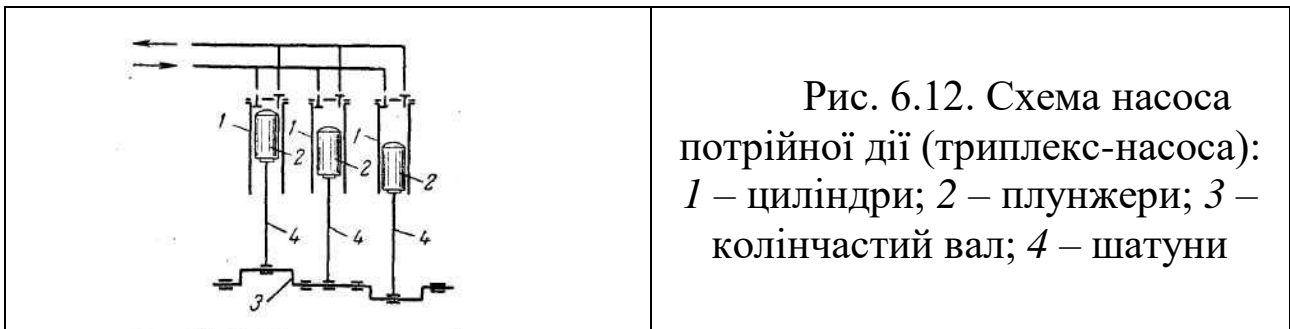 1
2
1
2
1
2
4
4
4
3
Рис. 6.12. Схема насоса
потрійної дії (триплекс-насоса):
1 – циліндри; 2 – плунжери; 3 –
колінчастий вал; 4 – шатуни